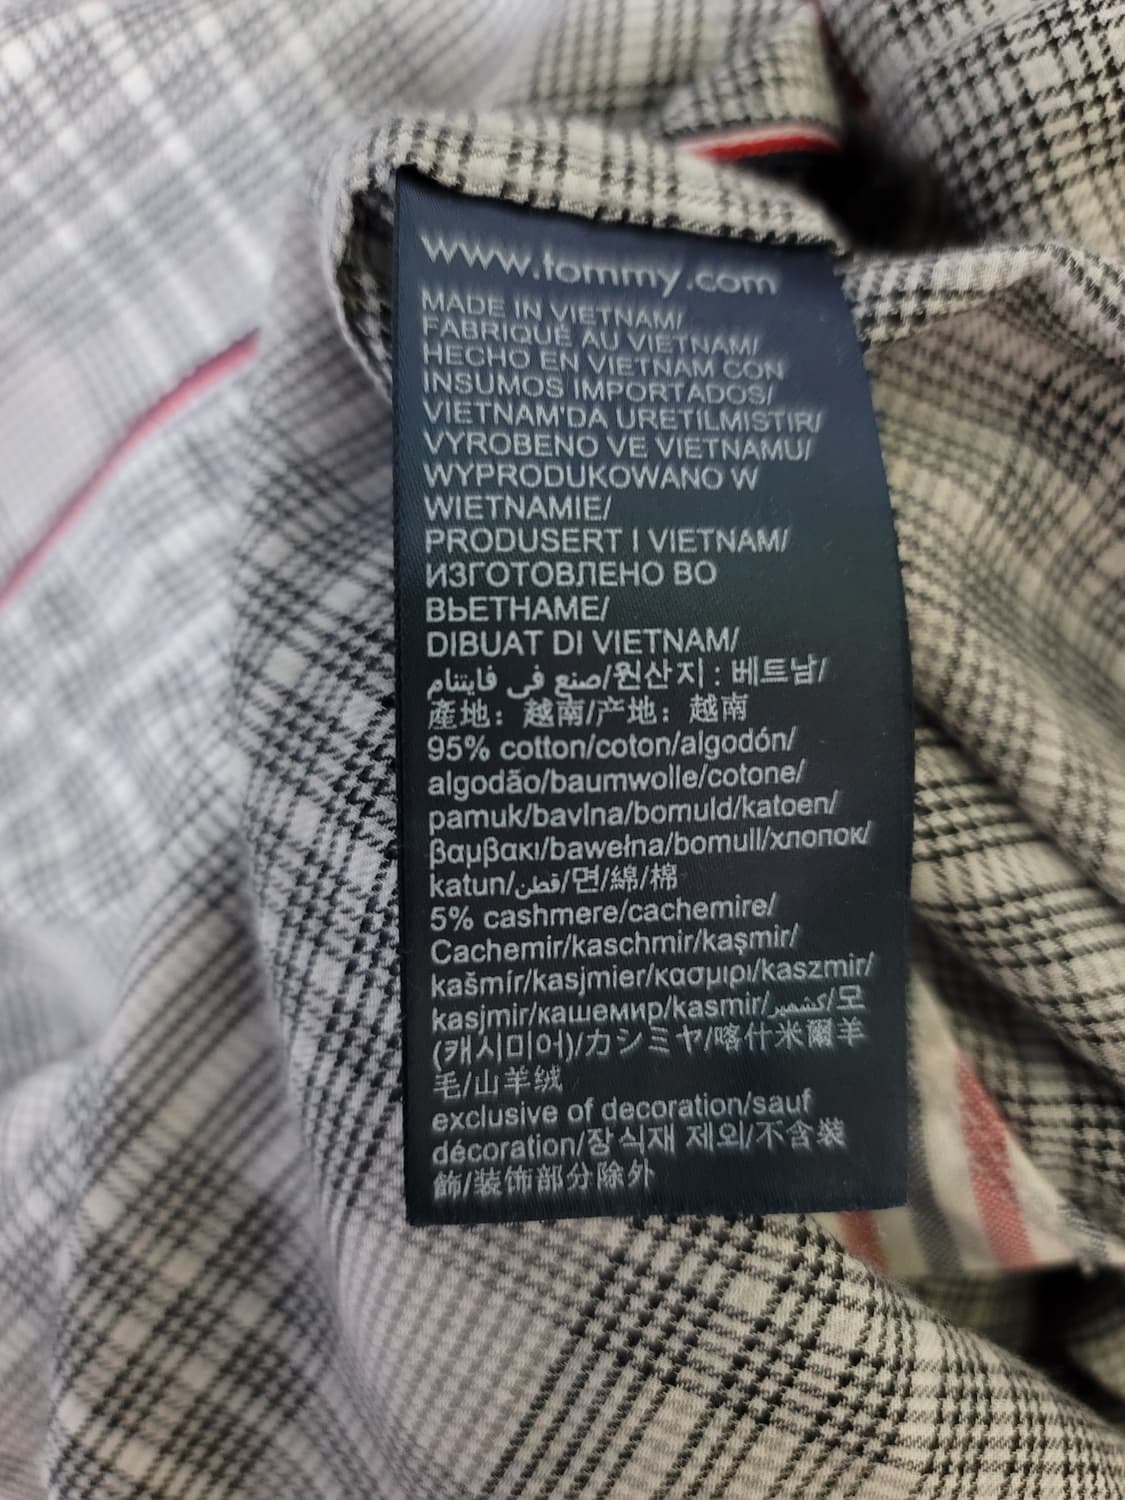 www.tommy.com
MADE IN VIETNAM/
FABRIQUÉ AU VIETNAM/
HECHO EN VIETNAM CON
INSUMOS IMPORTADOS/
VIETNAM'DA URETILMISTIR/
VYROBENO VE VIETNAMU/
WYPRODUKOWANO W
WIETNAMIE/
PRODUSERT I VIETNAM/
ИЗГОТОВЛЕНО ВО
ВЬЕТНАМЕ/
DIBUAT DI VIETNAM/
صنع في فايتنام/원산지 : 베트남/
產地：越南/产地：越南
95% cotton/coton/algodón/
algodão/baumwolle/cotone/
pamuk/bavlna/bomuld/katoen/
βαμβακι/bawełna/bomull/хлопок/
katun/قطن/면/綿/棉
5% cashmere/cachemire/
Cachemir/kaschmir/kaşmir/
kašmír/kasjmier/κασμιρι/kaszmir/
kasjmir/кашемир/kasmir/كشمير/모
(캐시미어)/カシミヤ/喀什米爾羊
毛/山羊绒
exclusive of decoration/sauf
décoration/장식재 제외/不含裝
飾/装饰部分除外